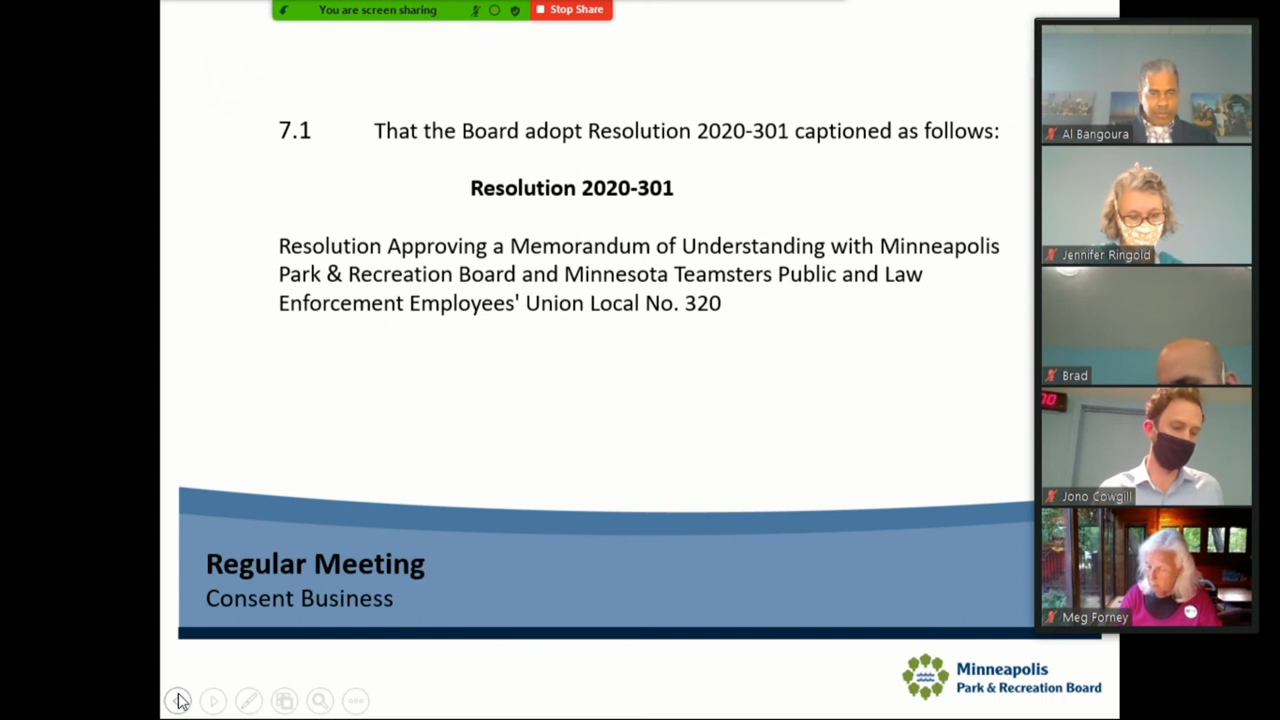 You are screen sharing
Stop Share
7.1 That the Board adopt Resolution 2020-301 captioned as follows:
Resolution 2020-301
Resolution Approving a Memorandum of Understanding with Minneapolis
Park & Recreation Board and Minnesota Teamsters Public and Law
Enforcement Employees' Union Local No. 320
Regular Meeting
Consent Business
Minneapolis
Park & Recreation Board
Al Bangoura
Jennifer Ringold
Brad
00
Jono Cowgill
Meg Forney